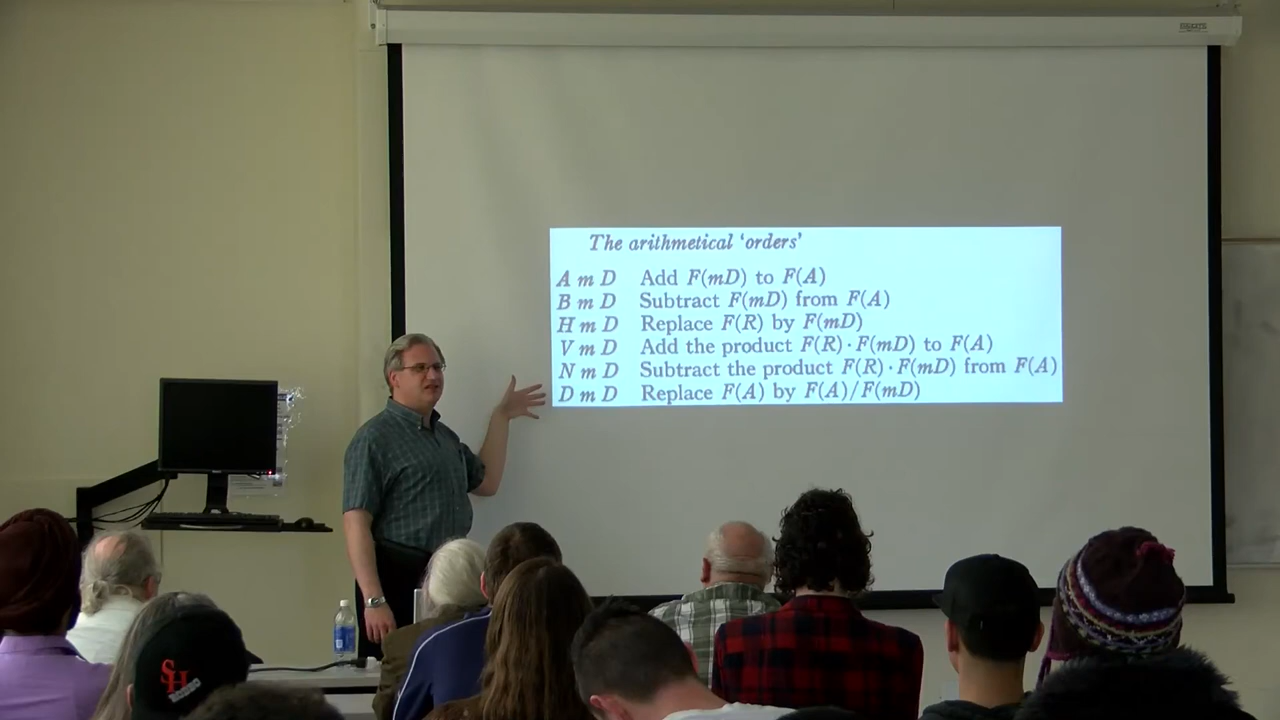 The arithmetical 'orders'
A m D Add F(mD) to F(A)
B m D Subtract F(mD) from F(A)
H m D Replace F(R) by F(mD)
V m D Add the product F(R)·F(mD) to F(A)
N m D Subtract the product F(R)·F(mD) from F(A)
D m D Replace F(A) by F(A)/F(mD)
SH